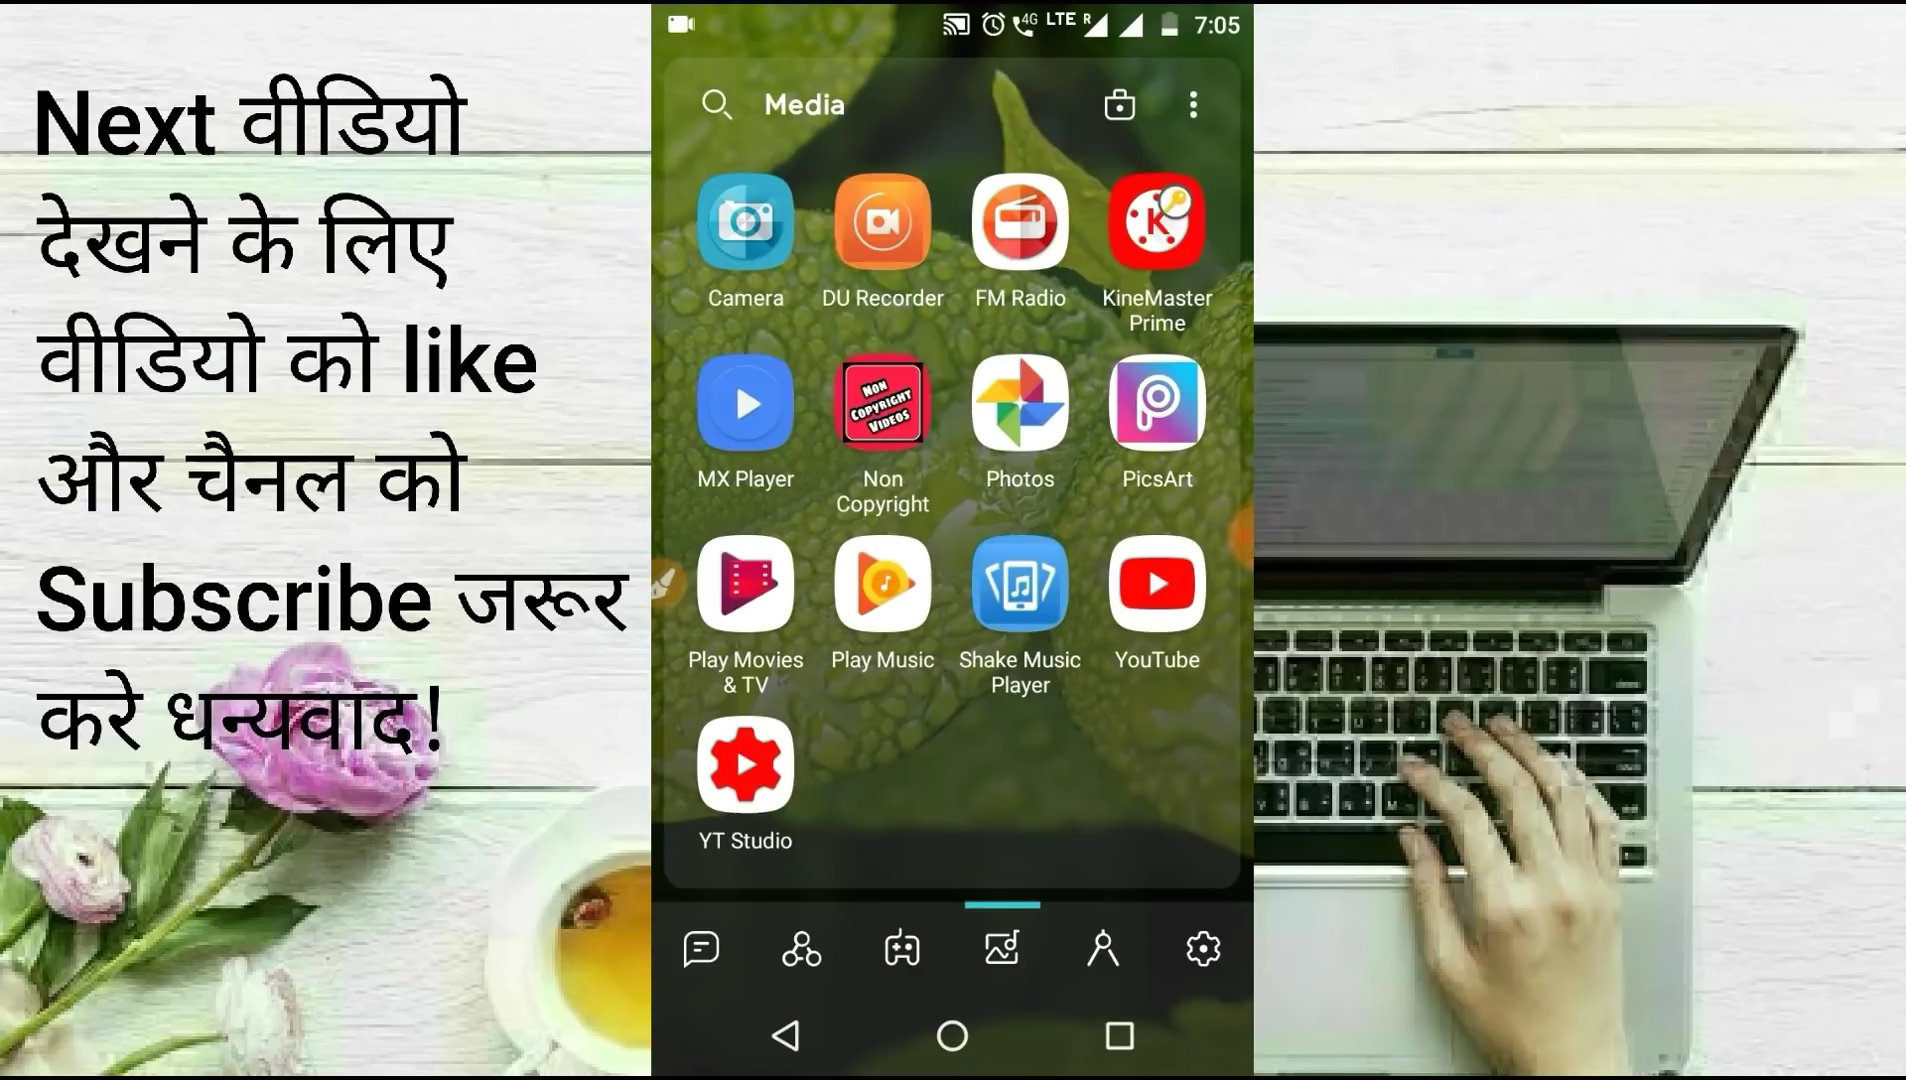 Next वीडियो
देखने के लिए
वीडियो को like
और चैनल को
Subscribe जरूर
करे धन्यवाद!
4G LTE R 7:05
Media
Camera DU Recorder FM Radio KineMaster
Prime
NON
COPYRIGHT
VIDEOS
MX Player Non Photos PicsArt
Copyright
Play Movies Play Music Shake Music YouTube
& TV Player
YT Studio